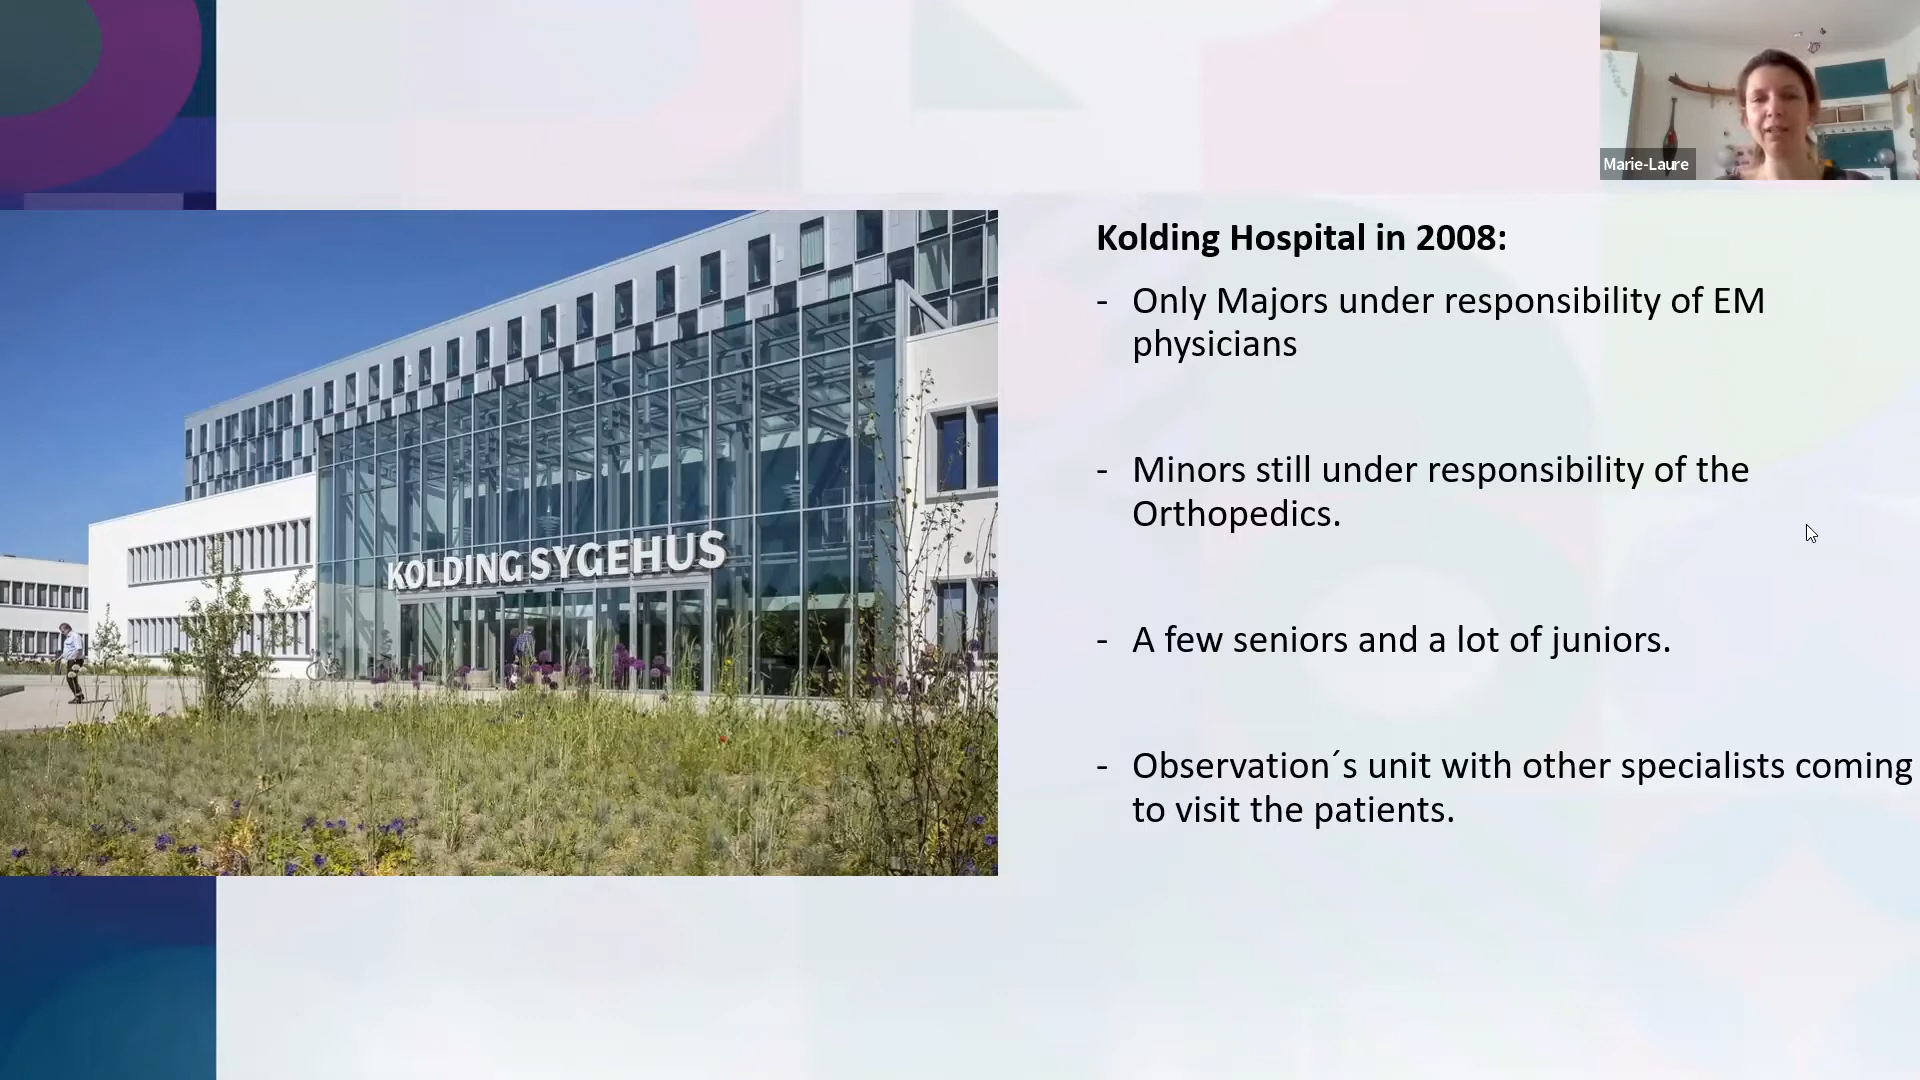 Marie-Laure
KOLDING SYGEHUS
Kolding Hospital in 2008:
- Only Majors under responsibility of EM
physicians
- Minors still under responsibility of the
Orthopedics.
- A few seniors and a lot of juniors.
- Observation´s unit with other specialists coming
to visit the patients.